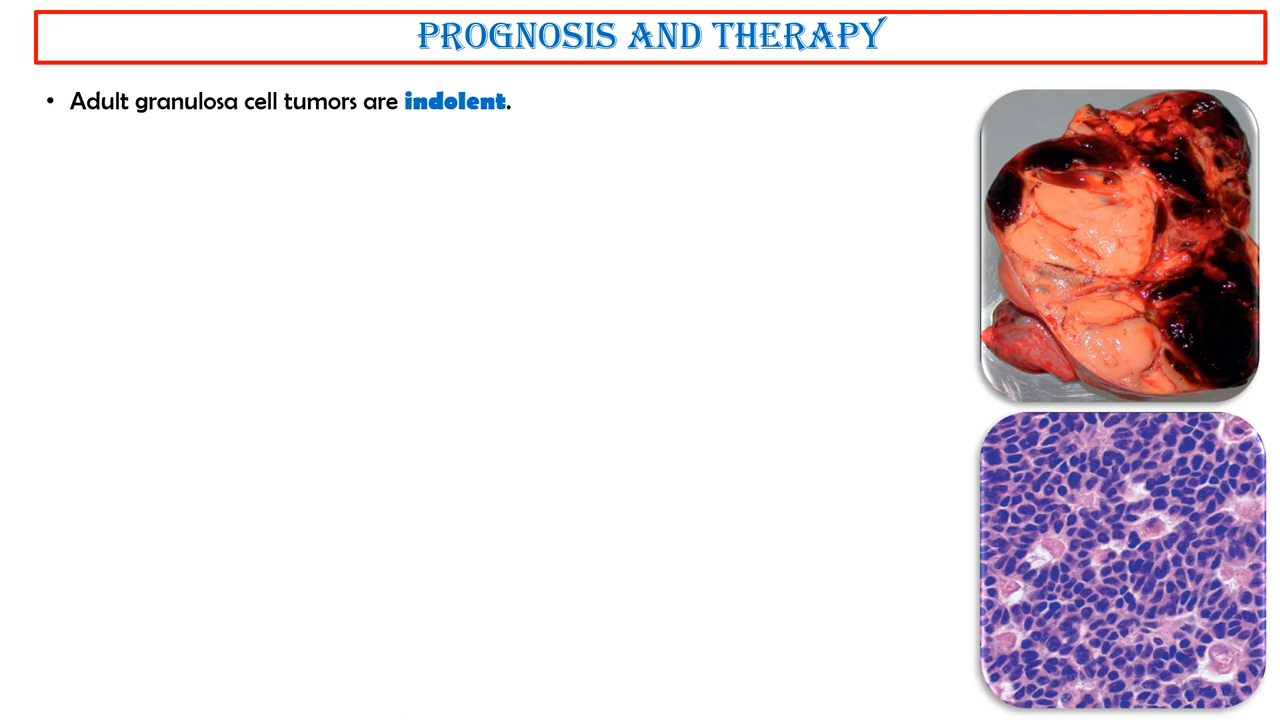 PROGNOSIS AND THERAPY
• Adult granulosa cell tumors are indolent.